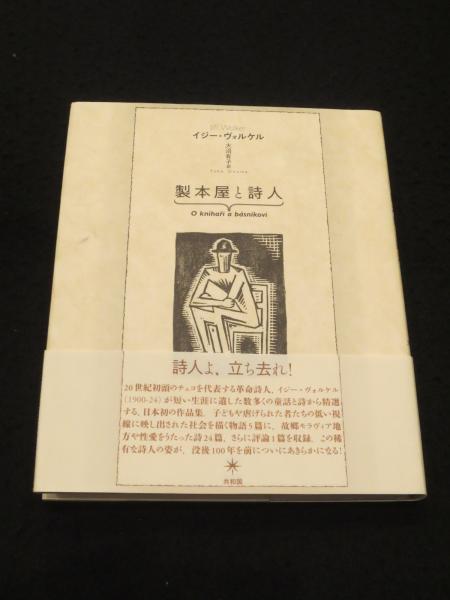 Jiří Wolker
イジー・ヴォルケル
大沼有子 訳
Yuko Onuma
製本屋と詩人
O knihaři a básníkovi
詩人よ、立ち去れ!
20世紀初頭のチェコを代表する革命詩人、イジー・ヴォルケル
(1900-24)が短い生涯に遺した数多くの童話と詩から精選
する、日本初の作品集。子どもや虐げられた者たちの低い視
線に映し出された社会を描く物語5篇に、故郷モラヴィア地
方や性愛をうたった詩24篇、さらに評論1篇を収録。この稀
有な詩人の姿が、没後100年を前についにあきらかになる!
共和国